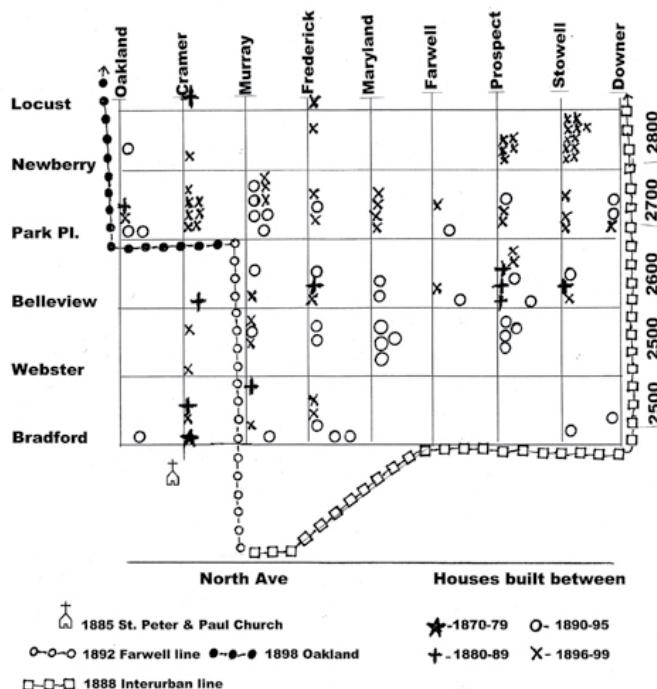 Oakland
Cramer
Murray
Frederick
Maryland
Farwell
Prospect
Stowell
Downer
Locust
2800
Newberry
2700
Park Pl.
2600
Belleview
2500
Webster
2500
Bradford
North Ave
Houses built between
1885 St. Peter & Paul Church
-1870-79
- 1890-95
1892 Farwell line
1898 Oakland
-1880-89
-1896-99
1888 Interurban line